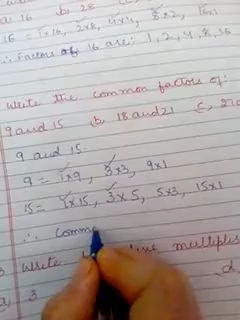 a. 16 b. 28
16 = 1x16, 2x8, 4x4, 8x2, 16x1
∴ Factors of 16 are: 1, 2, 4, 8, 16
Write the common factors of:
9 and 15 b. 18 and 21 c. 21
9 and 15.
9 = 1x9, 3x3, 9x1
15 = 1x15, 3x5, 5x3, 15x1
∴ Comm
Write multiples
a. 3 d.